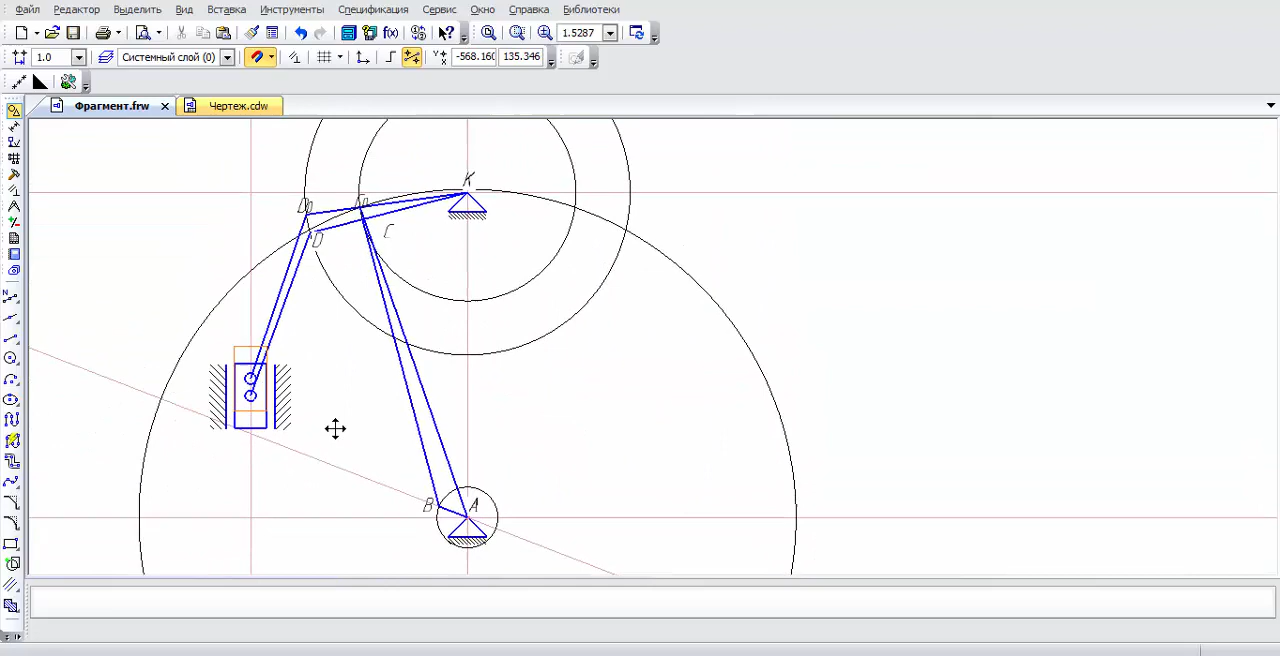 Файл Редактор Выделить Вид Вставка Инструменты Спецификация Сервис Окно Справка Библиотеки
f(x) 1.5287
1.0 Системный слой (0) -568.160 135.346
Фрагмент.frw Чертеж.cdw
K
D
C
B A